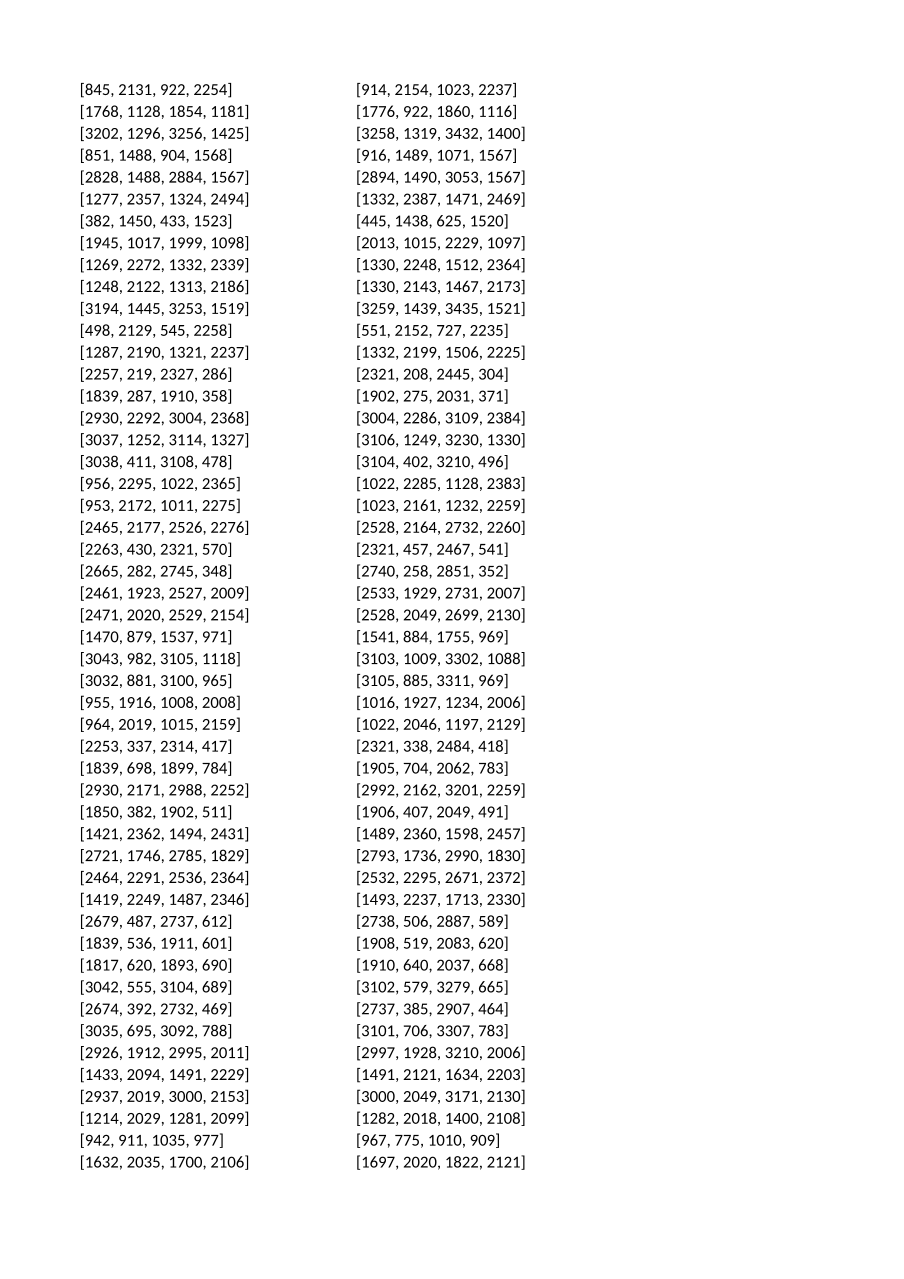 [845, 2131, 922, 2254] [914, 2154, 1023, 2237]
[1768, 1128, 1854, 1181] [1776, 922, 1860, 1116]
[3202, 1296, 3256, 1425] [3258, 1319, 3432, 1400]
[851, 1488, 904, 1568] [916, 1489, 1071, 1567]
[2828, 1488, 2884, 1567] [2894, 1490, 3053, 1567]
[1277, 2357, 1324, 2494] [1332, 2387, 1471, 2469]
[382, 1450, 433, 1523] [445, 1438, 625, 1520]
[1945, 1017, 1999, 1098] [2013, 1015, 2229, 1097]
[1269, 2272, 1332, 2339] [1330, 2248, 1512, 2364]
[1248, 2122, 1313, 2186] [1330, 2143, 1467, 2173]
[3194, 1445, 3253, 1519] [3259, 1439, 3435, 1521]
[498, 2129, 545, 2258] [551, 2152, 727, 2235]
[1287, 2190, 1321, 2237] [1332, 2199, 1506, 2225]
[2257, 219, 2327, 286] [2321, 208, 2445, 304]
[1839, 287, 1910, 358] [1902, 275, 2031, 371]
[2930, 2292, 3004, 2368] [3004, 2286, 3109, 2384]
[3037, 1252, 3114, 1327] [3106, 1249, 3230, 1330]
[3038, 411, 3108, 478] [3104, 402, 3210, 496]
[956, 2295, 1022, 2365] [1022, 2285, 1128, 2383]
[953, 2172, 1011, 2275] [1023, 2161, 1232, 2259]
[2465, 2177, 2526, 2276] [2528, 2164, 2732, 2260]
[2263, 430, 2321, 570] [2321, 457, 2467, 541]
[2665, 282, 2745, 348] [2740, 258, 2851, 352]
[2461, 1923, 2527, 2009] [2533, 1929, 2731, 2007]
[2471, 2020, 2529, 2154] [2528, 2049, 2699, 2130]
[1470, 879, 1537, 971] [1541, 884, 1755, 969]
[3043, 982, 3105, 1118] [3103, 1009, 3302, 1088]
[3032, 881, 3100, 965] [3105, 885, 3311, 969]
[955, 1916, 1008, 2008] [1016, 1927, 1234, 2006]
[964, 2019, 1015, 2159] [1022, 2046, 1197, 2129]
[2253, 337, 2314, 417] [2321, 338, 2484, 418]
[1839, 698, 1899, 784] [1905, 704, 2062, 783]
[2930, 2171, 2988, 2252] [2992, 2162, 3201, 2259]
[1850, 382, 1902, 511] [1906, 407, 2049, 491]
[1421, 2362, 1494, 2431] [1489, 2360, 1598, 2457]
[2721, 1746, 2785, 1829] [2793, 1736, 2990, 1830]
[2464, 2291, 2536, 2364] [2532, 2295, 2671, 2372]
[1419, 2249, 1487, 2346] [1493, 2237, 1713, 2330]
[2679, 487, 2737, 612] [2738, 506, 2887, 589]
[1839, 536, 1911, 601] [1908, 519, 2083, 620]
[1817, 620, 1893, 690] [1910, 640, 2037, 668]
[3042, 555, 3104, 689] [3102, 579, 3279, 665]
[2674, 392, 2732, 469] [2737, 385, 2907, 464]
[3035, 695, 3092, 788] [3101, 706, 3307, 783]
[2926, 1912, 2995, 2011] [2997, 1928, 3210, 2006]
[1433, 2094, 1491, 2229] [1491, 2121, 1634, 2203]
[2937, 2019, 3000, 2153] [3000, 2049, 3171, 2130]
[1214, 2029, 1281, 2099] [1282, 2018, 1400, 2108]
[942, 911, 1035, 977] [967, 775, 1010, 909]
[1632, 2035, 1700, 2106] [1697, 2020, 1822, 2121]